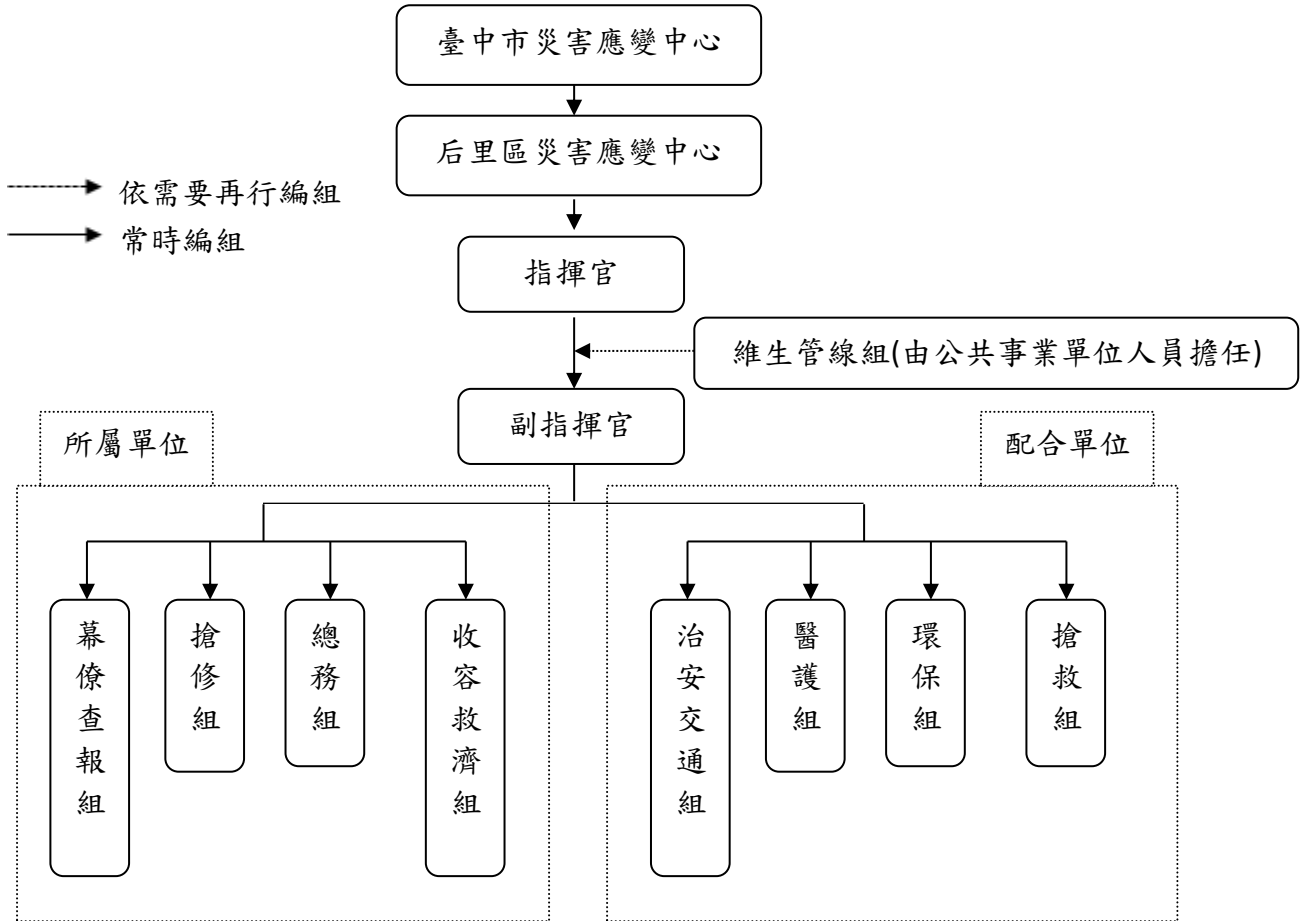 臺中市災害應變中心
后里區災害應變中心
依需要再行編組
常時編組
指揮官
維生管線組(由公共事業單位人員擔任)
副指揮官
所屬單位
配合單位
幕僚查報組
搶修組
總務組
收容救濟組
治安交通組
醫護組
環保組
搶救組